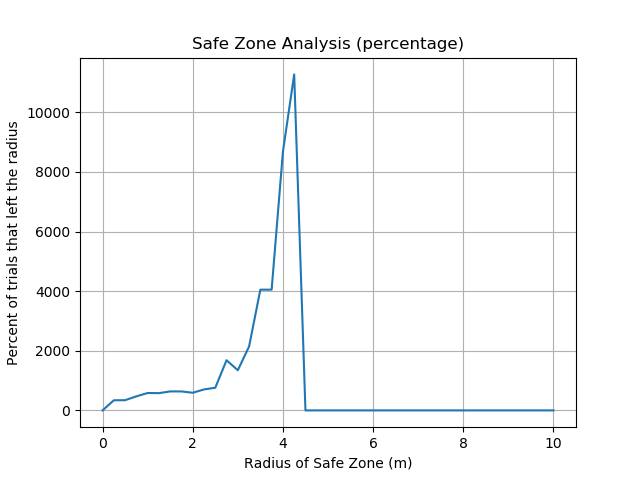 Safe Zone Analysis (percentage)
Percent of trials that left the radius
10000
8000
6000
4000
2000
0
0 2 4 6 8 10
Radius of Safe Zone (m)